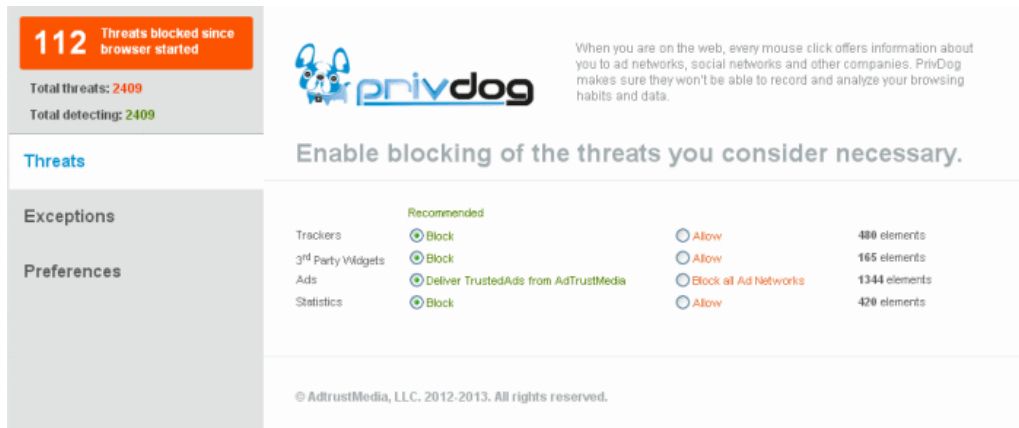 112 Threats blocked since
browser started
Total threats: 2409
Total detecting: 2409
Threats
Exceptions
Preferences
privdog
When you are on the web, every mouse click offers information about
you to ad networks, social networks and other companies. PrivDog
makes sure they won't be able to record and analyze your browsing
habits and data.
Enable blocking of the threats you consider necessary.
Recommended
Trackers Block Allow 480 elements
3rd Party Widgets Block Allow 165 elements
Ads Deliver TrustedAds from AdTrustMedia Block all Ad Networks 1344 elements
Statistics Block Allow 420 elements
© AdtrustMedia, LLC. 2012-2013. All rights reserved.